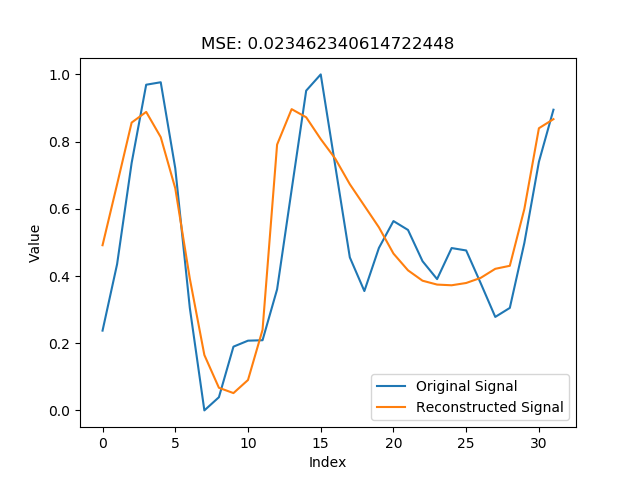 MSE: 0.023462340614722448
1.0
0.8
0.6
0.4
0.2
0.0
Value
0 5 10 15 20 25 30
Index
Original Signal
Reconstructed Signal